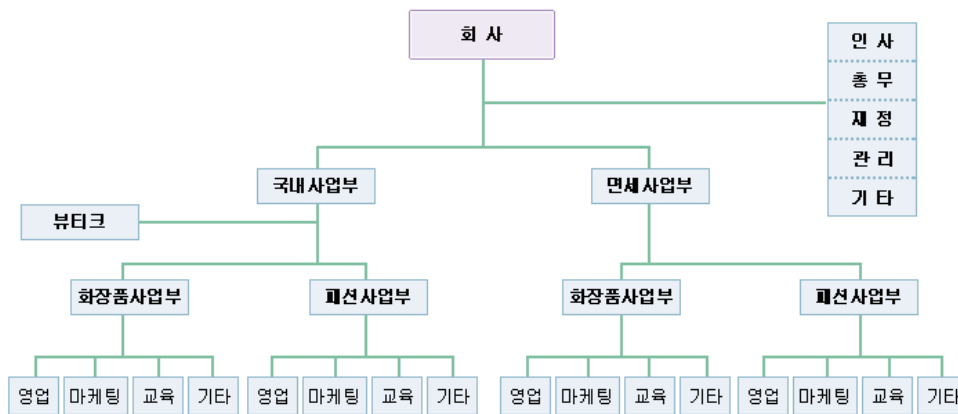 회 사
인 사
총 무
재 정
관 리
기 타
국내사업부
면세사업부
뷰티크
화장품사업부
패션사업부
화장품사업부
패션사업부
영업
마케팅
교육
기타
영업
마케팅
교육
기타
영업
마케팅
교육
기타
영업
마케팅
교육
기타